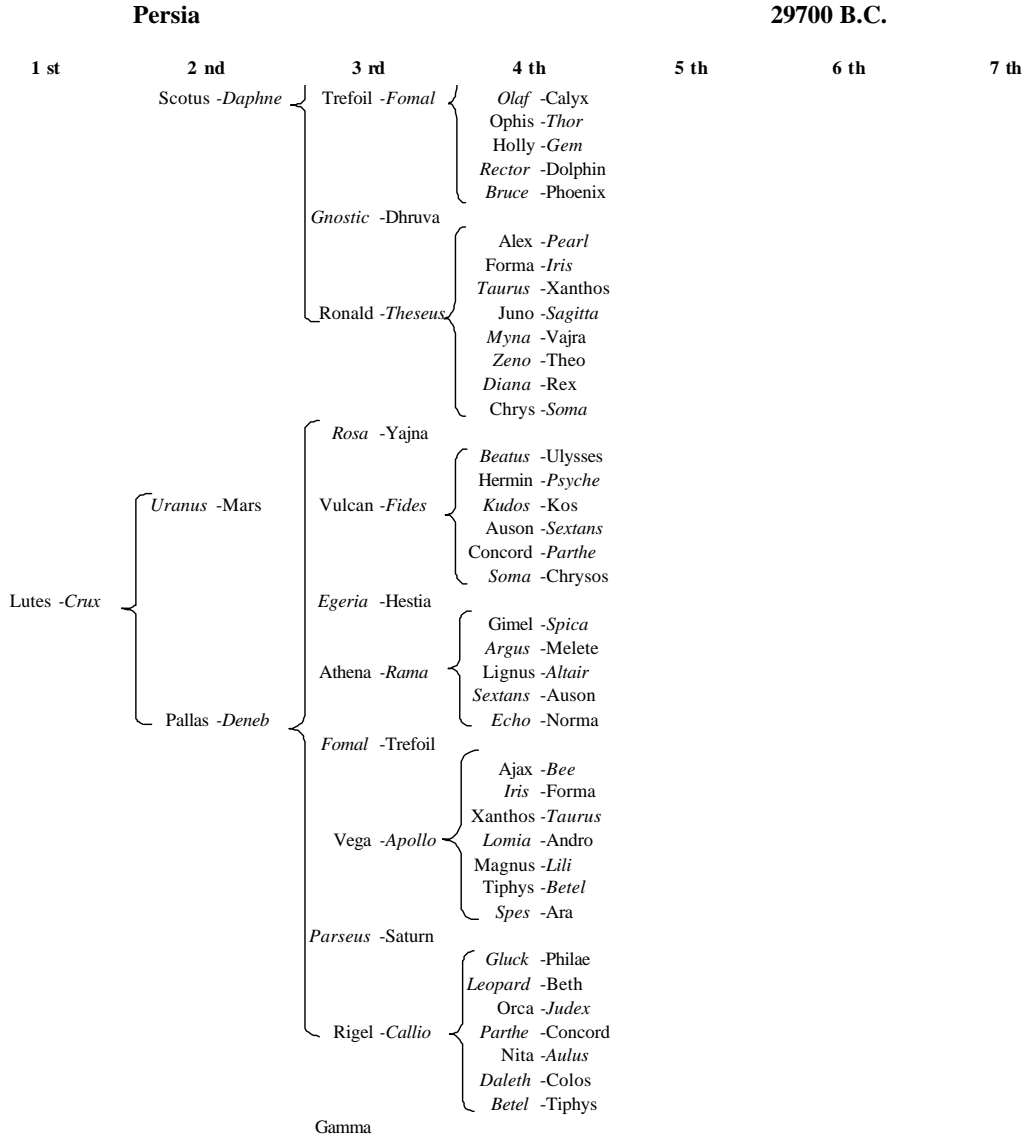 Persia 29700 B.C.
1 st 2 nd 3 rd 4 th 5 th 6 th 7 th
Scotus -Daphne Trefoil -Fomal Olaf -Calyx
Ophis -Thor
Holly -Gem
Rector -Dolphin
Bruce -Phoenix
Gnostic -Dhruva
Alex -Pearl
Forma -Iris
Taurus -Xanthos
Ronald -Theseus Juno -Sagitta
Myna -Vajra
Zeno -Theo
Diana -Rex
Chrys -Soma
Rosa -Yajna
Beatus -Ulysses
Hermin -Psyche
Uranus -Mars Vulcan -Fides Kudos -Kos
Auson -Sextans
Concord -Parthe
Soma -Chrysos
Lutes -Crux Egeria -Hestia
Gimel -Spica
Argus -Melete
Athena -Rama Lignus -Altair
Sextans -Auson
Pallas -Deneb Echo -Norma
Fomal -Trefoil
Ajax -Bee
Iris -Forma
Xanthos -Taurus
Vega -Apollo Lomia -Andro
Magnus -Lili
Tiphys -Betel
Spes -Ara
Parseus -Saturn
Gluck -Philae
Leopard -Beth
Orca -Judex
Rigel -Callio Parthe -Concord
Nita -Aulus
Daleth -Colos
Betel -Tiphys
Gamma